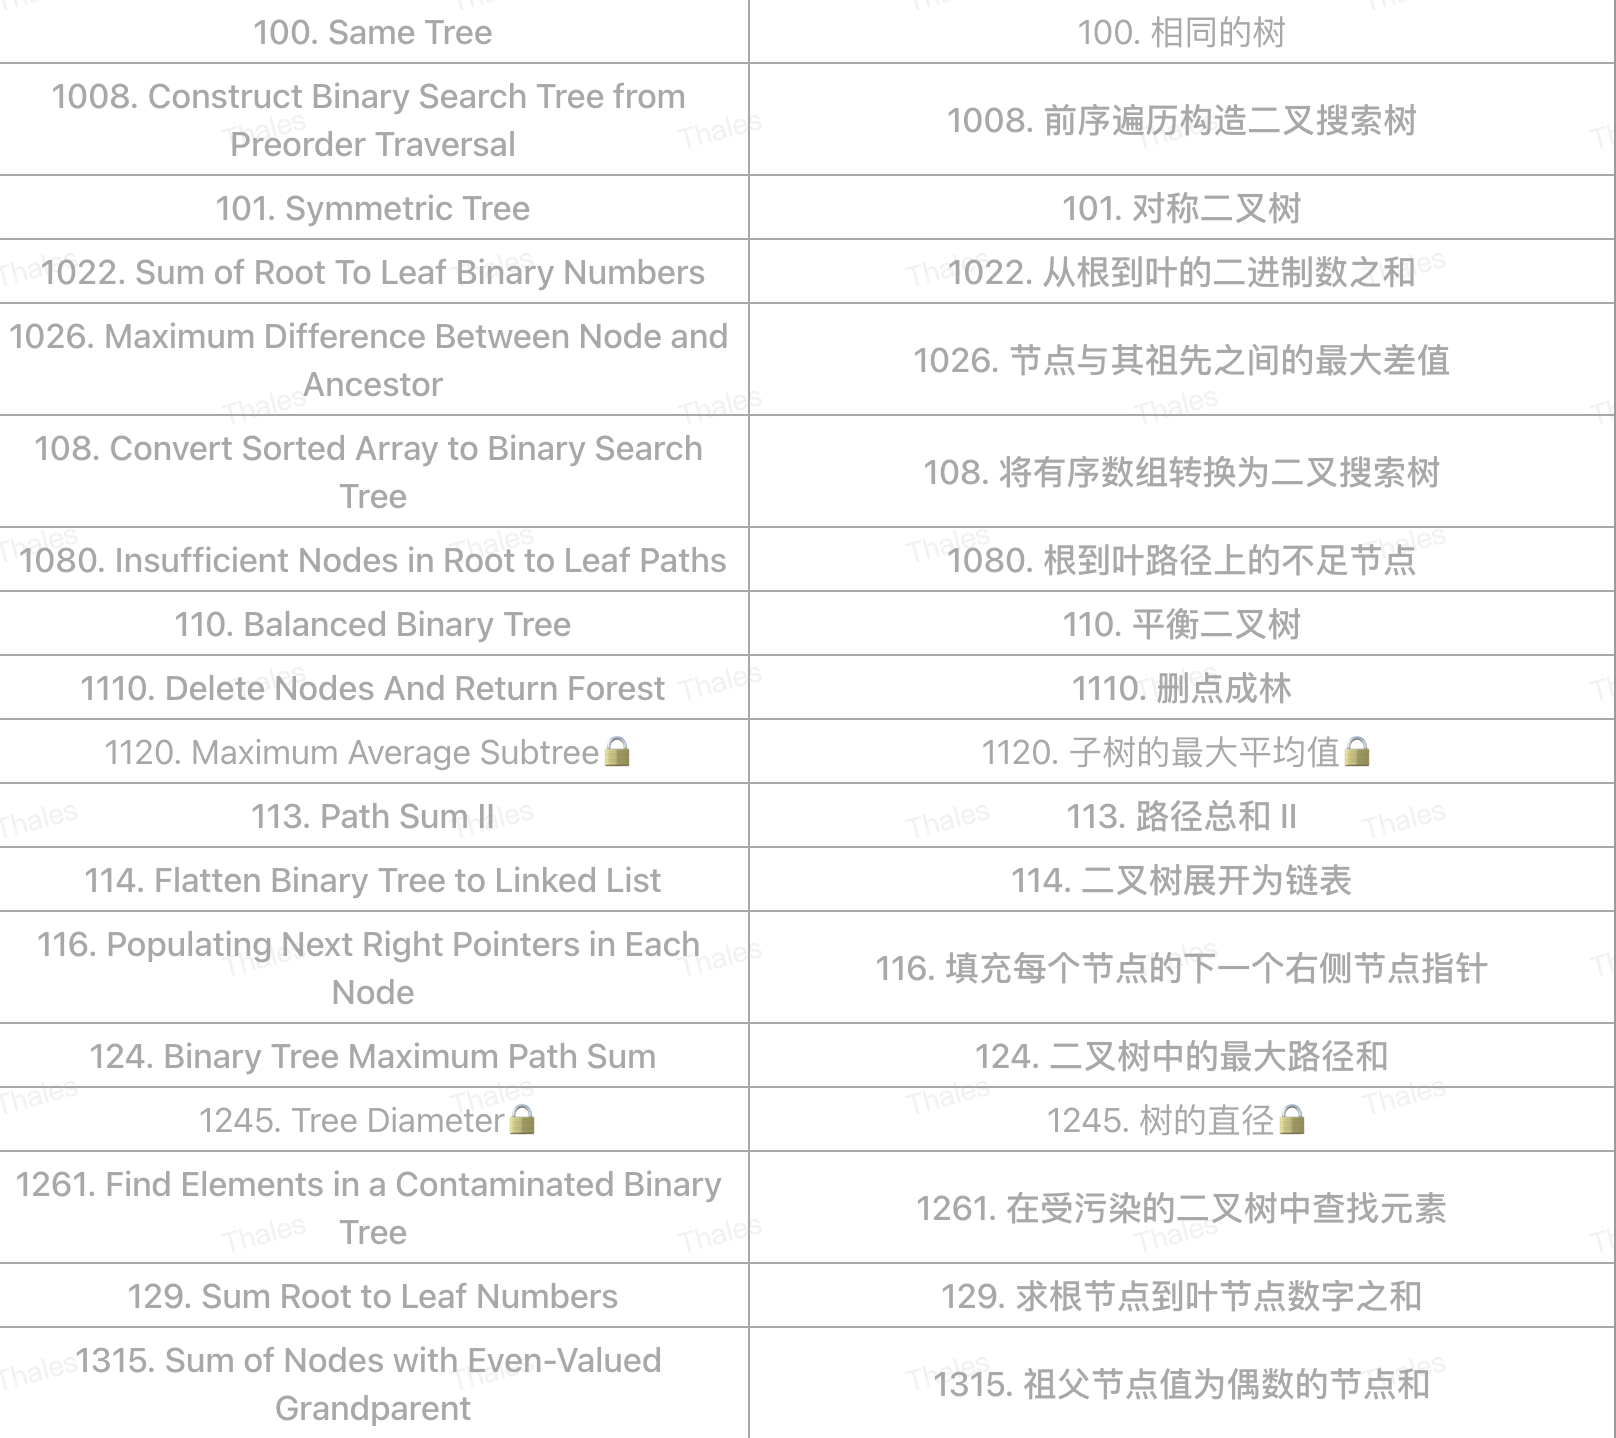 100. Same Tree
100. 相同的树
1008. Construct Binary Search Tree from
Preorder Traversal
1008. 前序遍历构造二叉搜索树
101. Symmetric Tree
101. 对称二叉树
1022. Sum of Root To Leaf Binary Numbers
1022. 从根到叶的二进制数之和
1026. Maximum Difference Between Node and
Ancestor
1026. 节点与其祖先之间的最大差值
108. Convert Sorted Array to Binary Search
Tree
108. 将有序数组转换为二叉搜索树
1080. Insufficient Nodes in Root to Leaf Paths
1080. 根到叶路径上的不足节点
110. Balanced Binary Tree
110. 平衡二叉树
1110. Delete Nodes And Return Forest
1110. 删点成林
1120. Maximum Average Subtree🔒
1120. 子树的最大平均值🔒
113. Path Sum II
113. 路径总和 II
114. Flatten Binary Tree to Linked List
114. 二叉树展开为链表
116. Populating Next Right Pointers in Each
Node
116. 填充每个节点的下一个右侧节点指针
124. Binary Tree Maximum Path Sum
124. 二叉树中的最大路径和
1245. Tree Diameter🔒
1245. 树的直径🔒
1261. Find Elements in a Contaminated Binary
Tree
1261. 在受污染的二叉树中查找元素
129. Sum Root to Leaf Numbers
129. 求根节点到叶节点数字之和
1315. Sum of Nodes with Even-Valued
Grandparent
1315. 祖父节点值为偶数的节点和
Thales